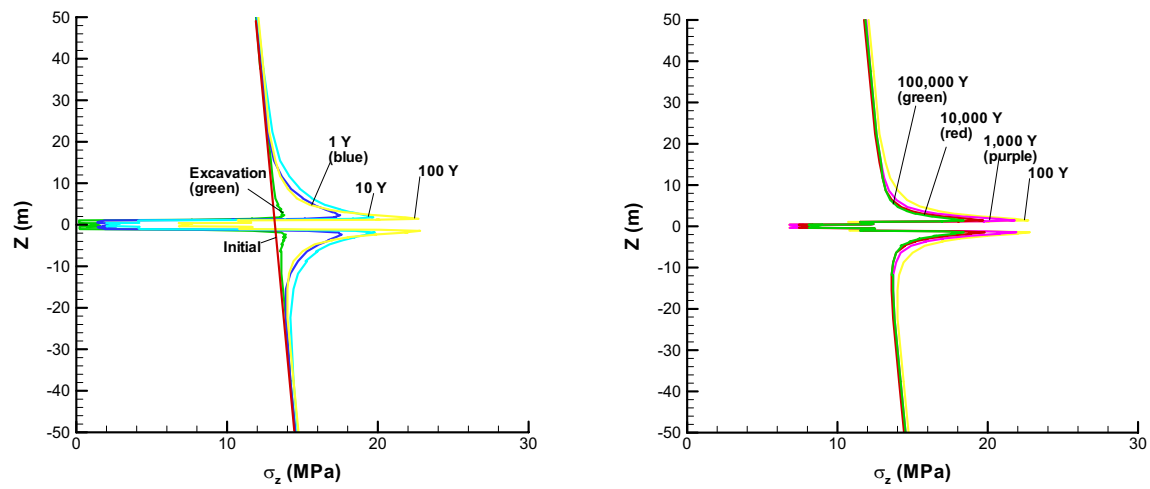 50
40
30
20
10
0
-10
-20
-30
-40
-50
Z (m)
0
10
20
30
σz (MPa)
Excavation
(green)
1 Y
(blue)
10 Y
100 Y
Initial
50
40
30
20
10
0
-10
-20
-30
-40
-50
Z (m)
0
10
20
30
σz (MPa)
100,000 Y
(green)
10,000 Y
(red)
1,000 Y
(purple)
100 Y